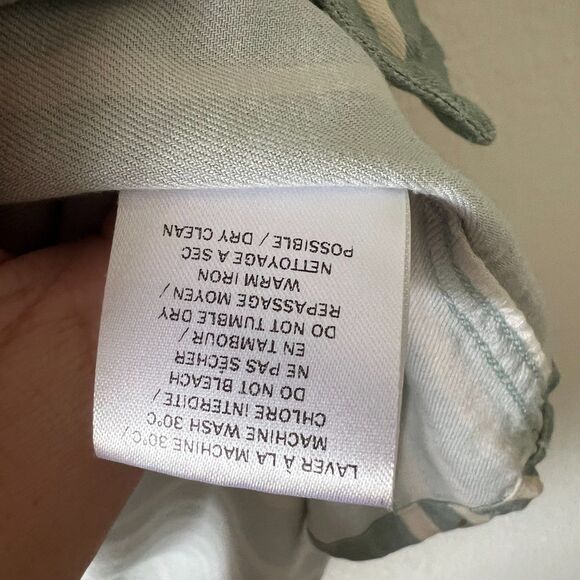 LAVER À LA MACHINE 30°C/
MACHINE WASH 30°C
CHLORE INTERDITE /
DO NOT BLEACH
NE PAS SÉCHER
EN TAMBOUR /
DO NOT TUMBLE DRY
REPASSAGE MOYEN /
WARM IRON
NETTOYAGE A SEC
POSSIBLE / DRY CLEAN